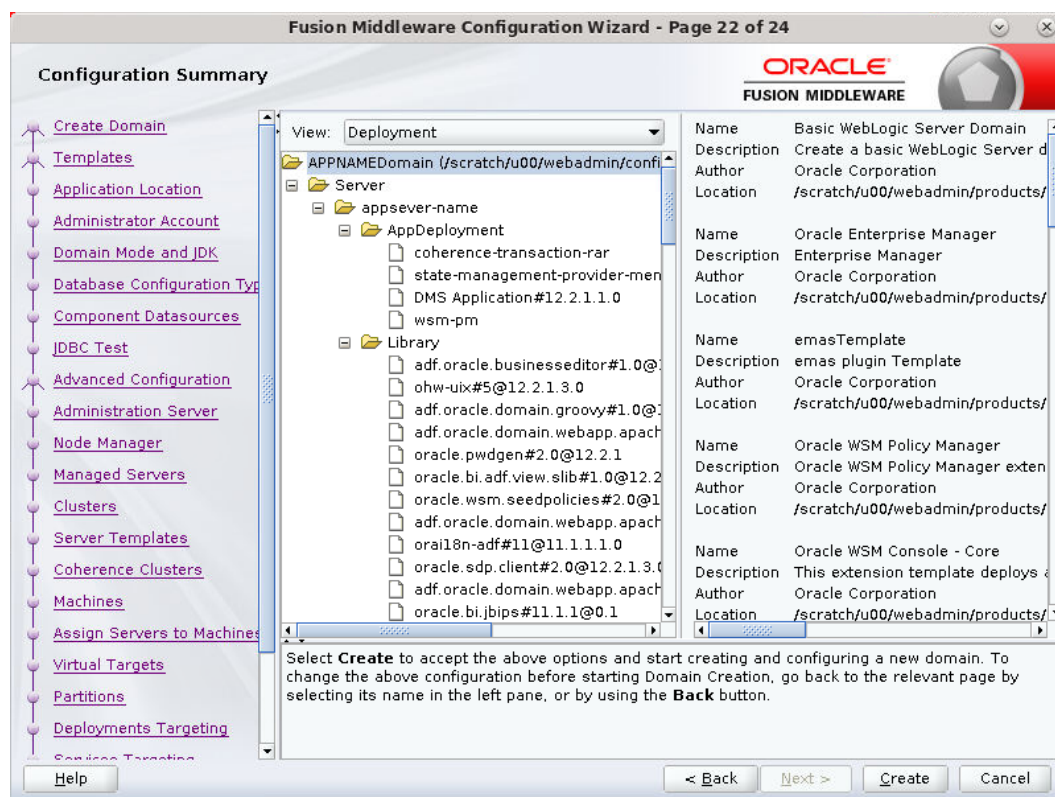 Fusion Middleware Configuration Wizard - Page 22 of 24
Configuration Summary
ORACLE
FUSION MIDDLEWARE
Create Domain
Templates
Application Location
Administrator Account
Domain Mode and JDK
Database Configuration Typ
Component Datasources
JDBC Test
Advanced Configuration
Administration Server
Node Manager
Managed Servers
Clusters
Server Templates
Coherence Clusters
Machines
Assign Servers to Machines
Virtual Targets
Partitions
Deployments Targeting
Services Targeting
View: Deployment
APPNAMEDomain (/scratch/u00/webadmin/confi
Server
appsever-name
AppDeployment
coherence-transaction-rar
state-management-provider-men
DMS Application#12.2.1.1.0
wsm-pm
Library
adf.oracle.businesseditor#1.0@
ohw-uix#5@12.2.1.3.0
adf.oracle.domain.groovy#1.0@
adf.oracle.domain.webapp.apach
oracle.pwdgen#2.0@12.2.1
oracle.bi.adf.view.slib#1.0@12.2
oracle.wsm.seedpolicies#2.0@1
adf.oracle.domain.webapp.apach
orai18n-adf#11@11.1.1.1.0
oracle.sdp.client#2.0@12.2.1.3.
adf.oracle.domain.webapp.apach
oracle.bi.jbips#11.1.1@0.1
Name Basic WebLogic Server Domain
Description Create a basic WebLogic Server d
Author Oracle Corporation
Location /scratch/u00/webadmin/products/
Name Oracle Enterprise Manager
Description Enterprise Manager
Author Oracle Corporation
Location /scratch/u00/webadmin/products/
Name emasTemplate
Description emas plugin Template
Author Oracle Corporation
Location /scratch/u00/webadmin/products/
Name Oracle WSM Policy Manager
Description Oracle WSM Policy Manager exten
Author Oracle Corporation
Location /scratch/u00/webadmin/products/
Name Oracle WSM Console - Core
Description This extension template deploys
Author Oracle Corporation
Location /scratch/u00/webadmin/products/
Select Create to accept the above options and start creating and configuring a new domain. To
change the above configuration before starting Domain Creation, go back to the relevant page by
selecting its name in the left pane, or by using the Back button.
Help
< Back
Next >
Create
Cancel